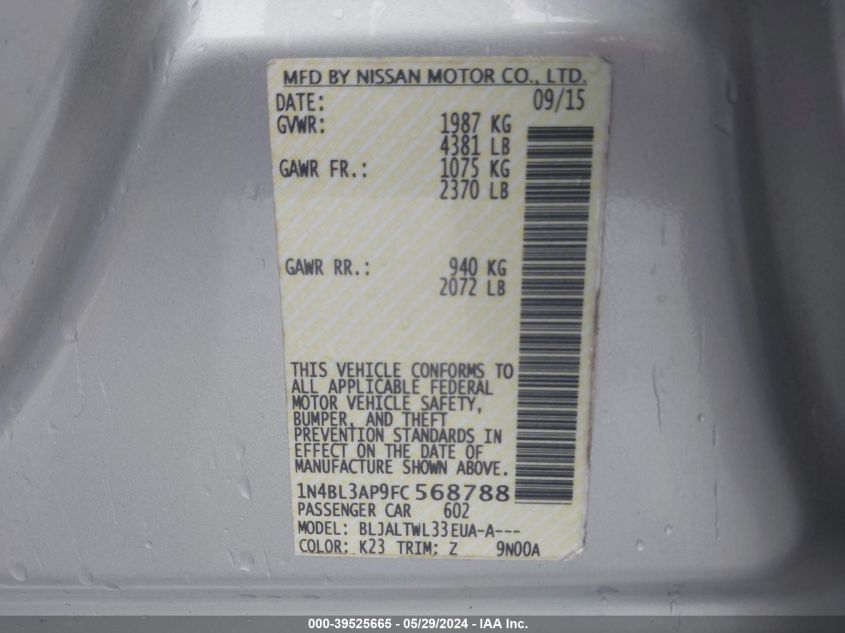 MFD BY NISSAN MOTOR CO., LTD.
DATE: 09/15
GVWR: 1987 KG
4381 LB
GAWR FR.: 1075 KG
2370 LB
GAWR RR.: 940 KG
2072 LB
THIS VEHICLE CONFORMS TO
ALL APPLICABLE FEDERAL
MOTOR VEHICLE SAFETY,
BUMPER, AND THEFT
PREVENTION STANDARDS IN
EFFECT ON THE DATE OF
MANUFACTURE SHOWN ABOVE.
1N4BL3AP9FC 568788
PASSENGER CAR 602
MODEL: BLJALTWL33EUA-A---
COLOR: K23 TRIM: Z 9N00A
000-39525665 - 05/29/2024 - IAA Inc.